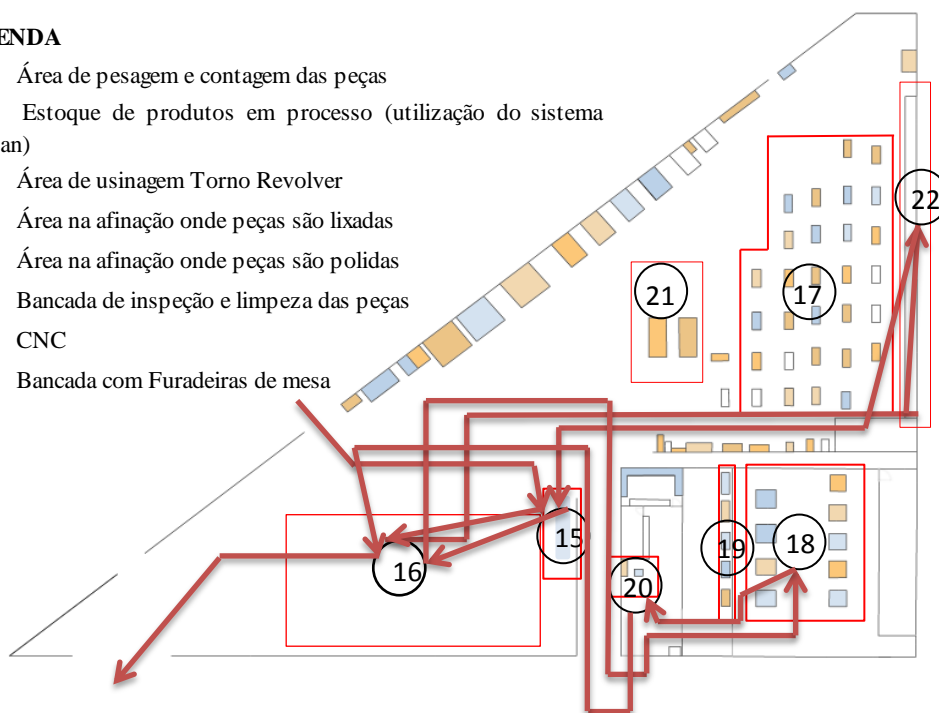 ENDA
Área de pesagem e contagem das peças
Estoque de produtos em processo (utilização do sistema
an)
Área de usinagem Torno Revolver
Área na afinação onde peças são lixadas
Área na afinação onde peças são polidas
Bancada de inspeção e limpeza das peças
CNC
Bancada com Furadeiras de mesa
22
21
17
15
16
19
18
20